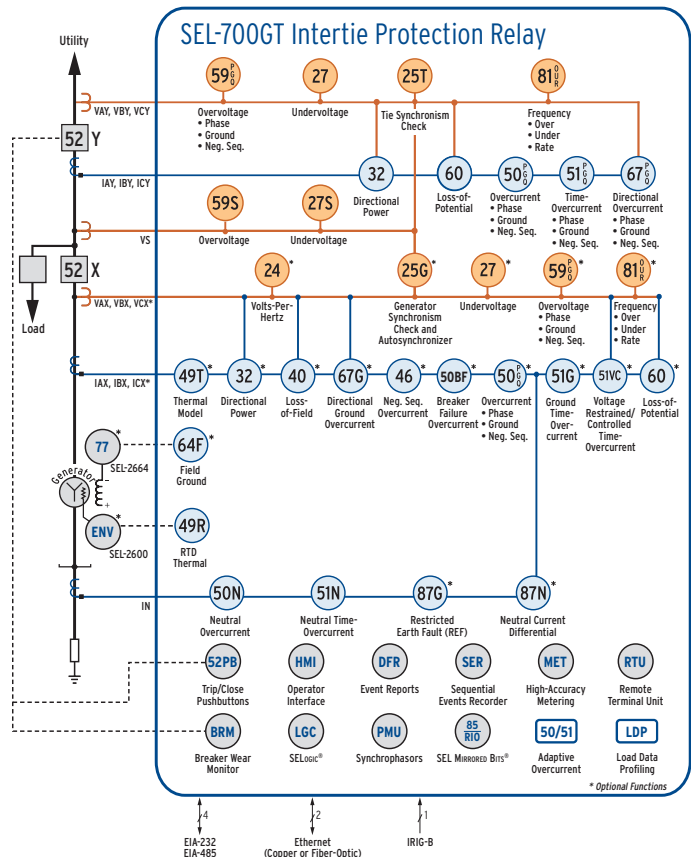 SEL-700GT Intertie Protection Relay
Utility
59 P G Q
27
25T
81 O U R
VAY, VBY, VCY
Overvoltage
• Phase
• Ground
• Neg. Seq.
Undervoltage
Tie Synchronism
Check
Frequency
• Over
• Under
• Rate
52 Y
IAY, IBY, ICY
32
60
50 P G Q
51 P G Q
67 P G Q
Directional
Power
Loss-of-
Potential
Overcurrent
• Phase
• Ground
• Neg. Seq.
Time-
Overcurrent
• Phase
• Ground
• Neg. Seq.
Directional
Overcurrent
• Phase
• Ground
• Neg. Seq.
59S
27S
VS
Overvoltage
Undervoltage
52 X
Load
24 *
25G *
27 *
59 P G Q *
81 O U R *
VAX, VBX, VCX*
Volts-Per-
Hertz
Generator
Synchronism
Check and
Autosynchronizer
Undervoltage
Overvoltage
• Phase
• Ground
• Neg. Seq.
Frequency
• Over
• Under
• Rate
IAX, IBX, ICX*
49T *
32 *
40 *
67G *
46 *
50BF *
50 P G Q *
51G *
51VC *
60 *
Thermal
Model
Directional
Power
Loss-
of-Field
Directional
Ground
Overcurrent
Neg. Seq.
Overcurrent
Breaker
Failure
Overcurrent
Overcurrent
• Phase
• Ground
• Neg. Seq.
Ground
Time-
Over-
current
Voltage
Restrained/
Controlled
Time-
Overcurrent
Loss-of-
Potential
77 *
SEL-2664
64F *
Field
Ground
Generator
-
+
ENV *
SEL-2600
49R
RTD
Thermal
IN
50N
51N
87G *
87N *
Neutral
Overcurrent
Neutral Time-
Overcurrent
Restricted
Earth Fault (REF)
Neutral Current
Differential
52PB
HMI
DFR
SER
MET
RTU
Trip/Close
Pushbuttons
Operator
Interface
Event Reports
Sequential
Events Recorder
High-Accuracy
Metering
Remote
Terminal Unit
BRM
LGC
PMU
85
RIO
50/51
LDP
Breaker Wear
Monitor
SELOGIC®
Synchrophasors
SEL MIRRORED BITS®
Adaptive
Overcurrent
Load Data
Profiling
* Optional Functions
4
2
1
EIA-232
EIA-485
Ethernet
(Copper or Fiber-Optic)
IRIG-B